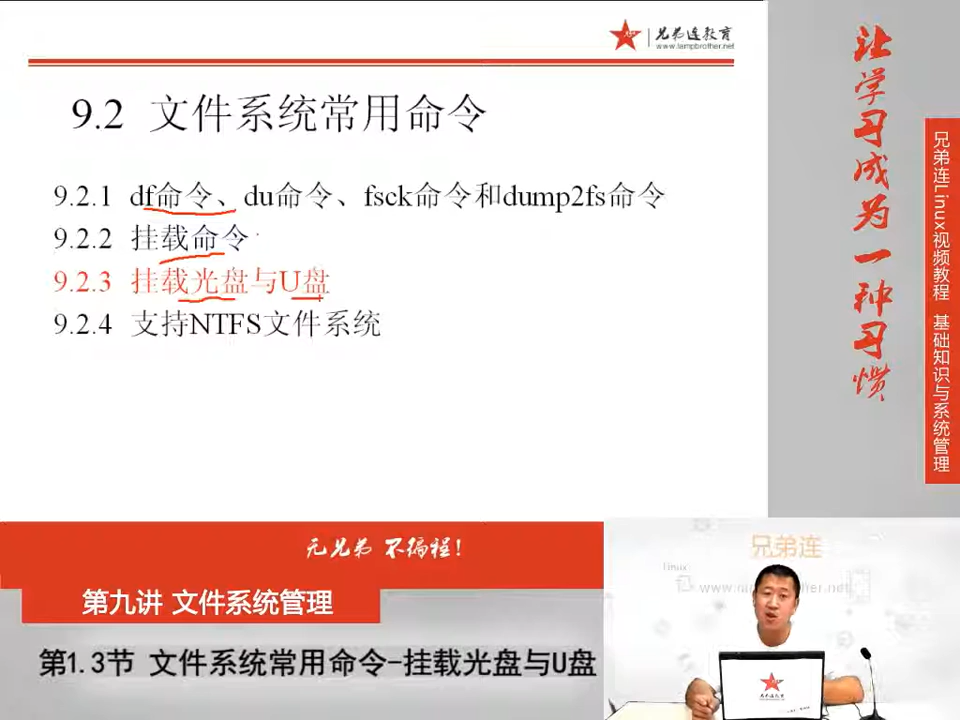 兄弟连教育
www.lampbrother.net
9.2 文件系统常用命令
9.2.1 df命令、du命令、fsck命令和dump2fs命令
9.2.2 挂载命令
9.2.3 挂载光盘与U盘
9.2.4 支持NTFS文件系统
让学习成为一种习惯
兄弟连Linux视频教程 基础知识与系统管理
无兄弟 不编程!
第九讲 文件系统管理
第1.3节 文件系统常用命令-挂载光盘与U盘
兄弟连
Linux